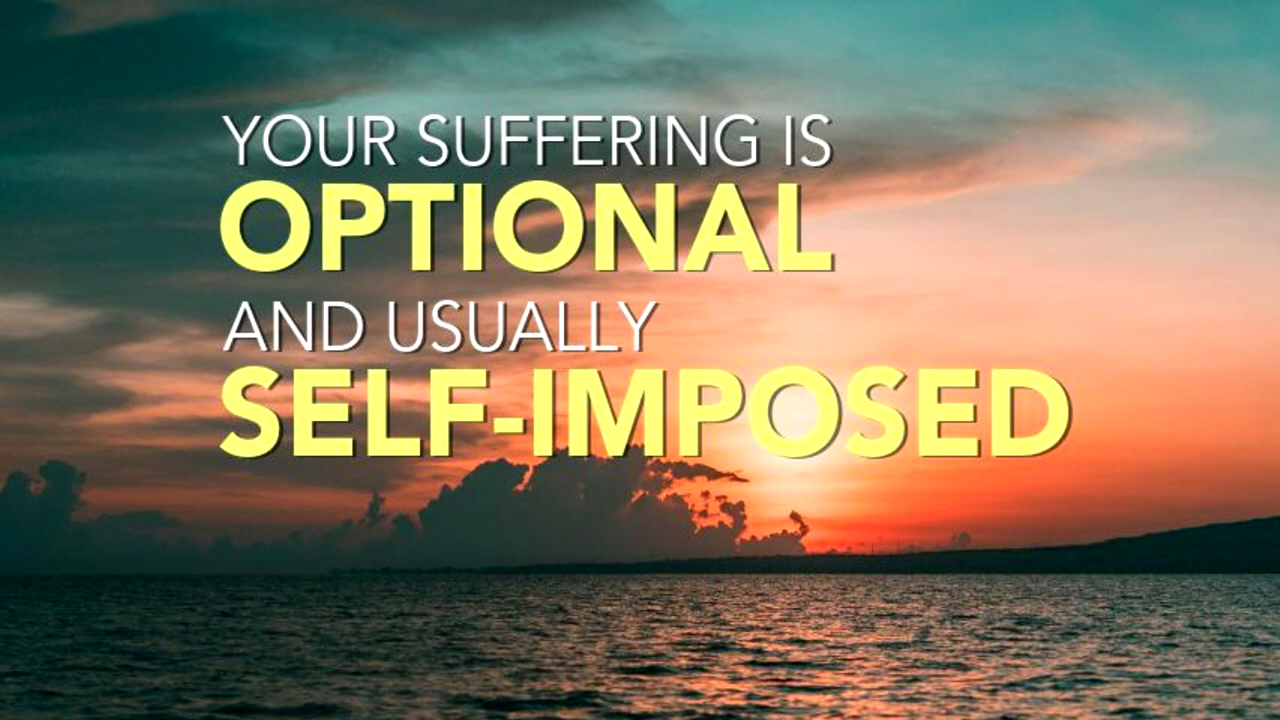 YOUR SUFFERING IS
OPTIONAL
AND USUALLY
SELF-IMPOSED